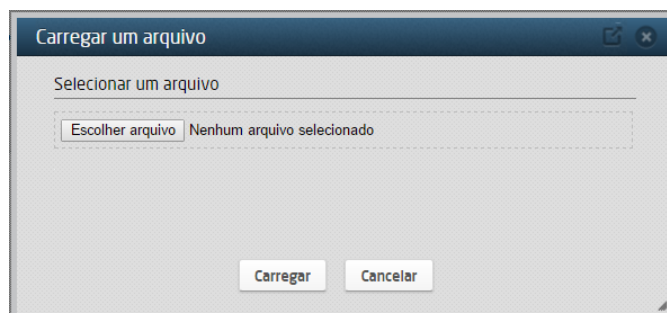 Carregar um arquivo
Selecionar um arquivo
Escolher arquivo Nenhum arquivo selecionado
Carregar Cancelar